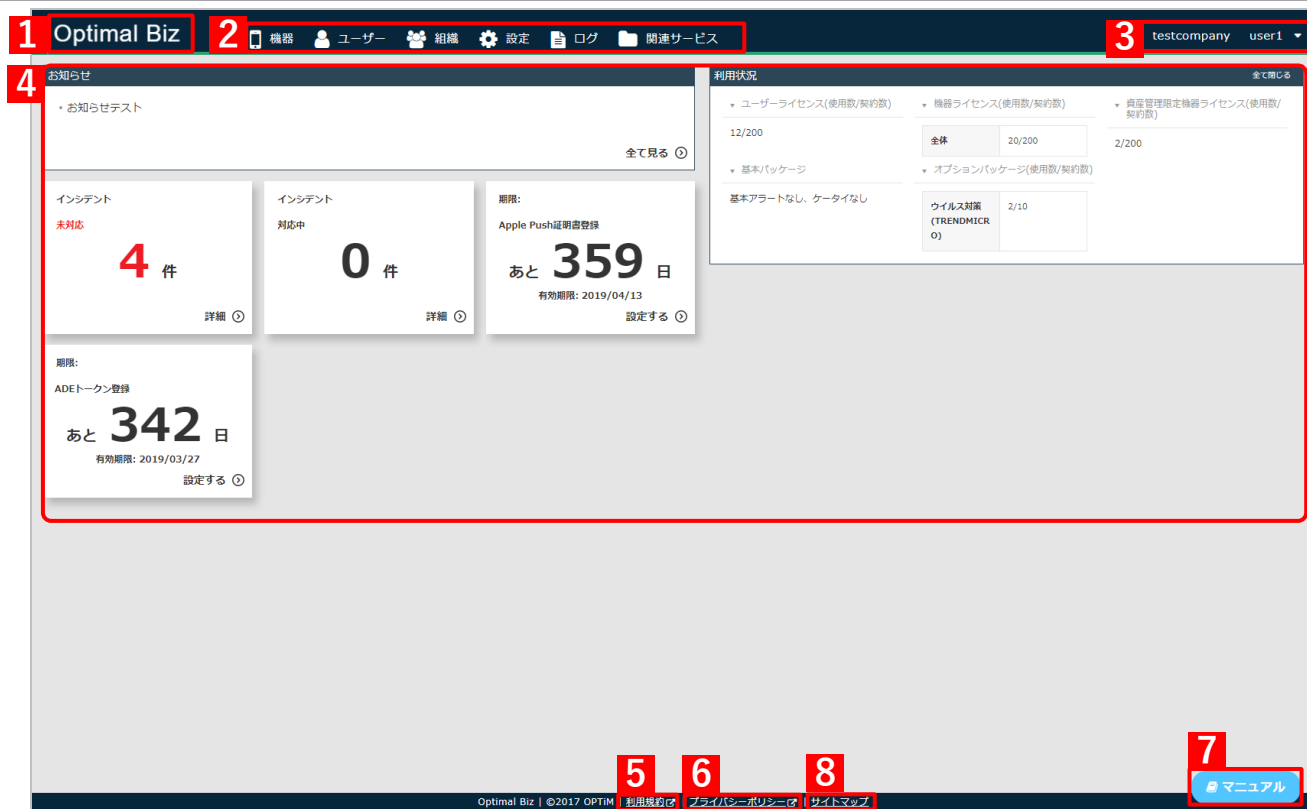 1 Optimal Biz 2 機器 ユーザー 組織 設定 ログ 関連サービス 3 testcompany user1
4
お知らせ
・お知らせテスト
全て見る
利用状況 全て閉じる
ユーザーライセンス(使用数/契約数)
12/200
機器ライセンス(使用数/契約数)
全体 20/200
資産管理限定機器ライセンス(使用数/
契約数)
2/200
基本パッケージ
基本アラートなし、ケータイなし
オプションパッケージ(使用数/契約数)
ウイルス対策 2/10
(TRENDMICR
O)
インシデント
未対応
4 件
詳細
インシデント
対応中
0 件
詳細
期限:
Apple Push証明書登録
あと 359 日
有効期限: 2019/04/13
設定する
期限:
ADEトークン登録
あと 342 日
有効期限: 2019/03/27
設定する
7
マニュアル
5 6 8
Optimal Biz | ©2017 OPTiM | 利用規約 | プライバシーポリシー | サイトマップ